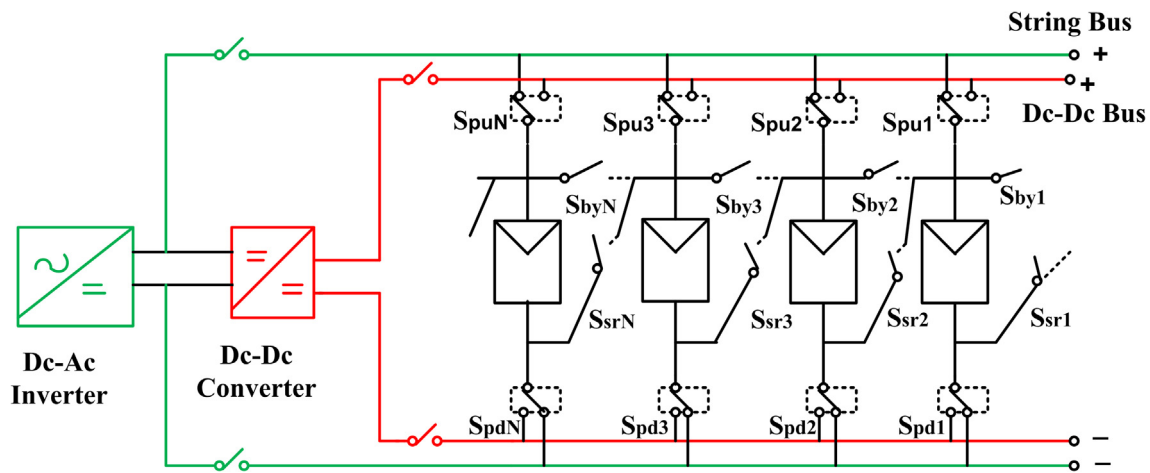 String Bus
+
+
Dc-Dc Bus
SpuN
Spu3
Spu2
Spu1
SbyN
Sby3
Sby2
Sby1
SsrN
Ssr3
Ssr2
Ssr1
Dc-Ac
Inverter
Dc-Dc
Converter
SpdN
Spd3
Spd2
Spd1
−
−